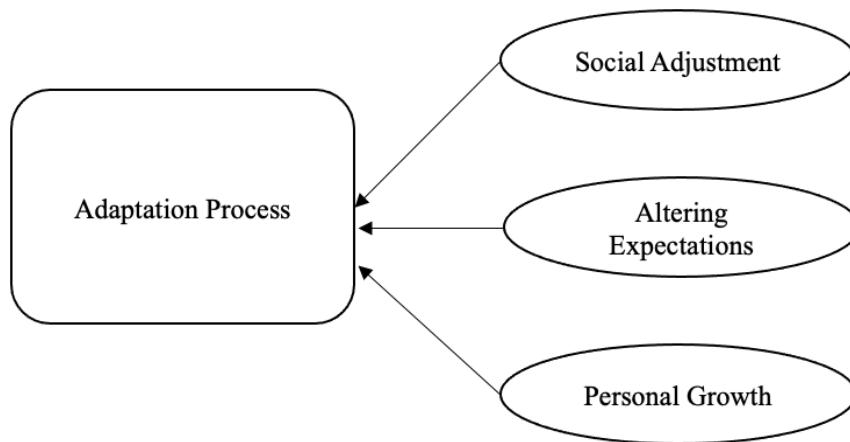 Social Adjustment
Adaptation Process
Altering
Expectations
Personal Growth